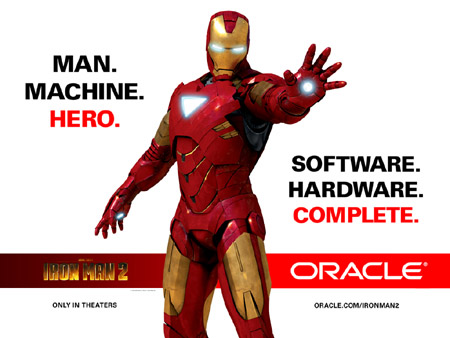 MAN.
MACHINE.
HERO.
SOFTWARE.
HARDWARE.
COMPLETE.
IRON MAN 2
ORACLE®
ONLY IN THEATERS
ORACLE.COM/IRONMAN2